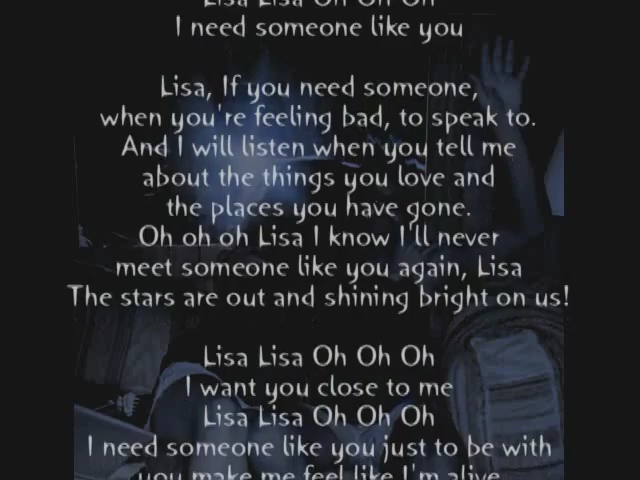 Lisa Lisa Oh Oh Oh
I need someone like you
Lisa, If you need someone,
when you're feeling bad, to speak to.
And I will listen when you tell me
about the things you love and
the places you have gone.
Oh oh oh Lisa I know I'll never
meet someone like you again, Lisa
The stars are out and shining bright on us!
Lisa Lisa Oh Oh Oh
I want you close to me
Lisa Lisa Oh Oh Oh
I need someone like you just to be with
you make me feel like I'm alive